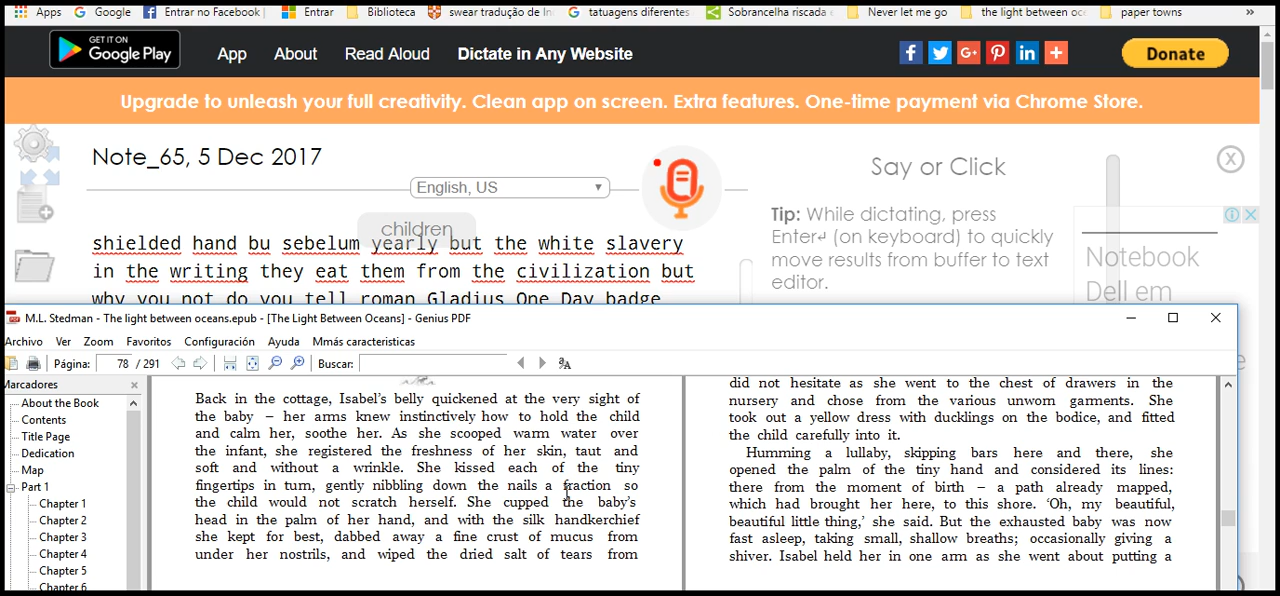 Apps Google Entrar no Facebook Entrar Biblioteca swear tradução de In tatuagens diferentes Sobrancelha riscada Never let me go the light between oce paper towns »
GET IT ON
Google Play
App About Read Aloud Dictate in Any Website
Donate
Upgrade to unleash your full creativity. Clean app on screen. Extra features. One-time payment via Chrome Store.
Note_65, 5 Dec 2017
English, US
children
shielded hand bu sebelum yearly but the white slavery
in the writing they eat them from the civilization but
why you not do you tell roman Gladius One Day badge
Say or Click
Tip: While dictating, press
Enter↵ (on keyboard) to quickly
move results from buffer to text
editor.
Notebook
Dell em
M.L. Stedman - The light between oceans.epub - [The Light Between Oceans] - Genius PDF
Archivo Ver Zoom Favoritos Configuración Ayuda Mmás caracteristicas
Página: 78 / 291 Buscar:
Marcadores
About the Book
Contents
Title Page
Dedication
Map
Part 1
Chapter 1
Chapter 2
Chapter 3
Chapter 4
Chapter 5
Chapter 6
Back in the cottage, Isabel's belly quickened at the very sight of
the baby – her arms knew instinctively how to hold the child
and calm her, soothe her. As she scooped warm water over
the infant, she registered the freshness of her skin, taut and
soft and without a wrinkle. She kissed each of the tiny
fingertips in turn, gently nibbling down the nails a fraction so
the child would not scratch herself. She cupped the baby's
head in the palm of her hand, and with the silk handkerchief
she kept for best, dabbed away a fine crust of mucus from
under her nostrils, and wiped the dried salt of tears from
did not hesitate as she went to the chest of drawers in the
nursery and chose from the various unworn garments. She
took out a yellow dress with ducklings on the bodice, and fitted
the child carefully into it.
Humming a lullaby, skipping bars here and there, she
opened the palm of the tiny hand and considered its lines:
there from the moment of birth – a path already mapped,
which had brought her here, to this shore. 'Oh, my beautiful,
beautiful little thing,' she said. But the exhausted baby was now
fast asleep, taking small, shallow breaths; occasionally giving a
shiver. Isabel held her in one arm as she went about putting a